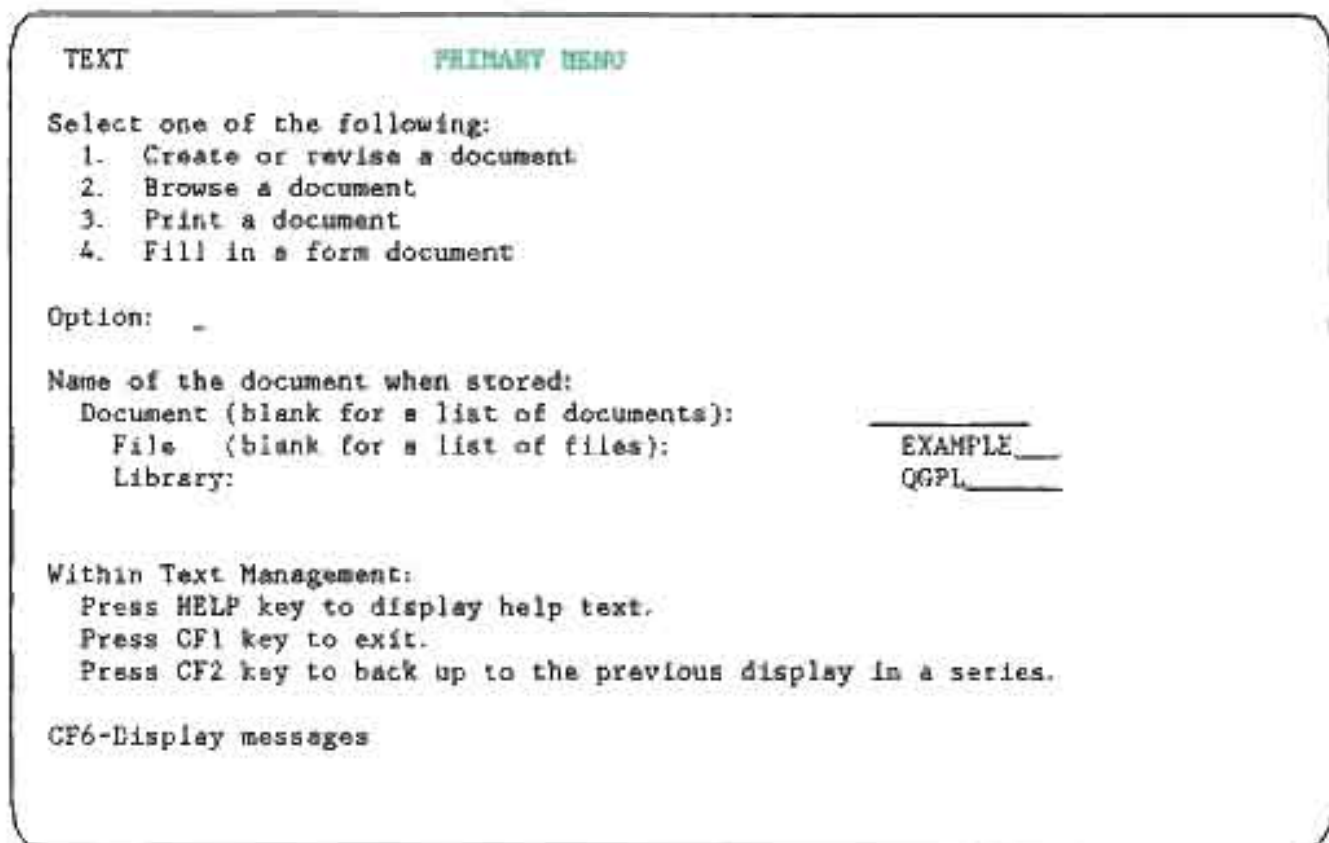 TEXT PRIMARY MENU
Select one of the following:
1. Create or revise a document
2. Browse a document
3. Print a document
4. Fill in a form document
Option: _
Name of the document when stored:
Document (blank for a list of documents): __________
File (blank for a list of files): EXAMPLE___
Library: QGPL______
Within Text Management:
Press HELP key to display help text.
Press CF1 key to exit.
Press CF2 key to back up to the previous display in a series.
CF6-Display messages